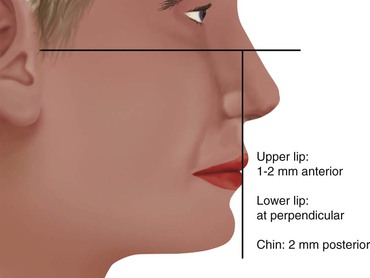 Upper lip:
1-2 mm anterior
Lower lip:
at perpendicular
Chin: 2 mm posterior